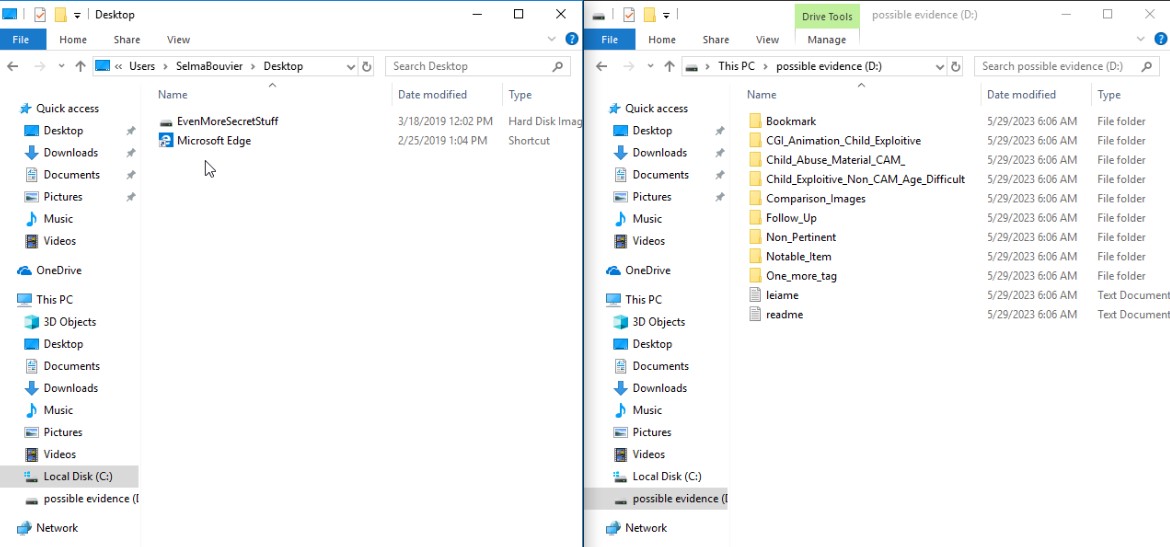 Desktop
File Home Share View
Users SelmaBouvier Desktop Search Desktop
Name Date modified Type
Quick access
Desktop
Downloads
Documents
Pictures
Music
Videos
OneDrive
This PC
3D Objects
Desktop
Documents
Downloads
Music
Pictures
Videos
Local Disk (C:)
possible evidence (D
Network
EvenMoreSecretStuff 3/18/2019 12:02 PM Hard Disk Imag
Microsoft Edge 2/25/2019 1:04 PM Shortcut
Drive Tools possible evidence (D:)
File Home Share View Manage
This PC possible evidence (D:) Search possible evidence (D:)
Name Date modified Type
Quick access
Desktop
Downloads
Documents
Pictures
Music
Videos
OneDrive
This PC
3D Objects
Desktop
Documents
Downloads
Music
Pictures
Videos
Local Disk (C:)
possible evidence (D
Network
Bookmark 5/29/2023 6:06 AM File folder
CGI_Animation_Child_Exploitive 5/29/2023 6:06 AM File folder
Child_Abuse_Material_CAM_ 5/29/2023 6:06 AM File folder
Child_Exploitive_Non_CAM_Age_Difficult 5/29/2023 6:06 AM File folder
Comparison_Images 5/29/2023 6:06 AM File folder
Follow_Up 5/29/2023 6:06 AM File folder
Non_Pertinent 5/29/2023 6:06 AM File folder
Notable_Item 5/29/2023 6:06 AM File folder
One_more_tag 5/29/2023 6:06 AM File folder
leiame 5/29/2023 6:06 AM Text Document
readme 5/29/2023 6:06 AM Text Document